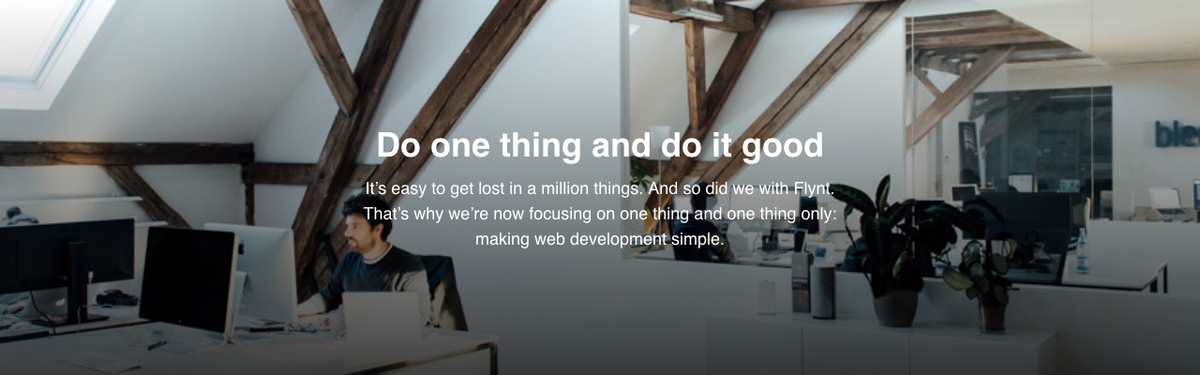 Do one thing and do it good
It’s easy to get lost in a million things. And so did we with Flynt.
That’s why we’re now focusing on one thing and one thing only:
making web development simple.